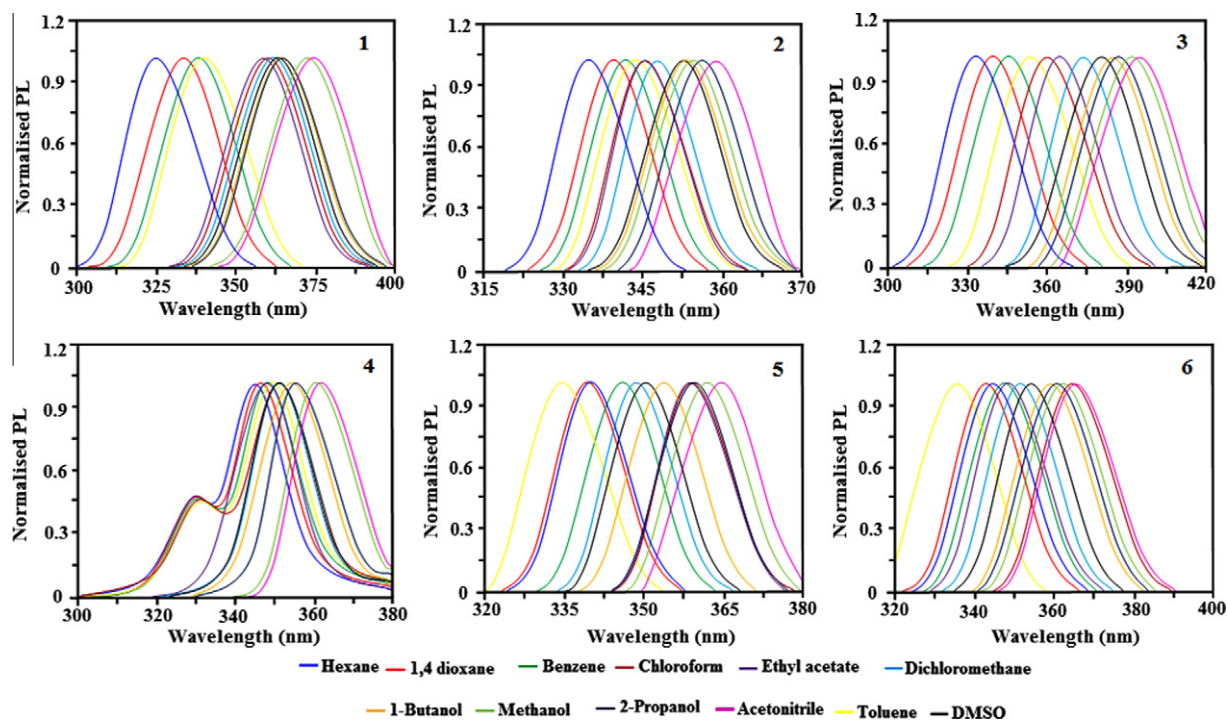 1.2 1.2 1.2
1 2 3
0.9 0.9 0.9
0.6 0.6 0.6
0.3 0.3 0.3
0 0 0
Normalised PL Normalised PL Normalised PL
300 325 350 375 400 315 330 345 360 370 300 330 360 390 420
Wavelength (nm) Wavelength (nm) Wavelength (nm)
1.2 1.2 1.2
4 5 6
0.9 0.9 0.9
0.6 0.6 0.6
0.3 0.3 0.3
0 0 0
Normalised PL Normalised PL Normalised PL
300 320 340 360 380 320 335 350 365 380 320 340 360 380 400
Wavelength (nm) Wavelength (nm) Wavelength (nm)
Hexane 1,4 dioxane Benzene Chloroform Ethyl acetate Dichloromethane
1-Butanol Methanol 2-Propanol Acetonitrile Toluene DMSO